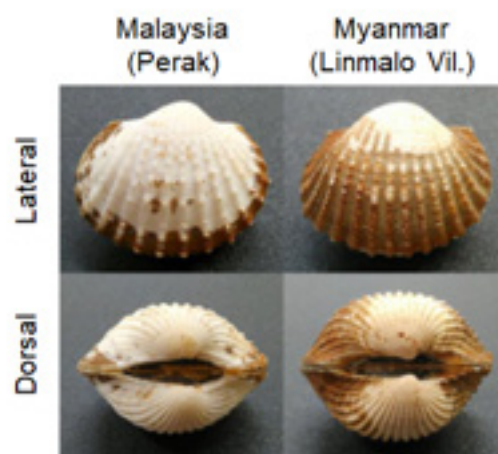 Malaysia
(Perak)
Myanmar
(Linmalo Vil.)
Lateral
Dorsal